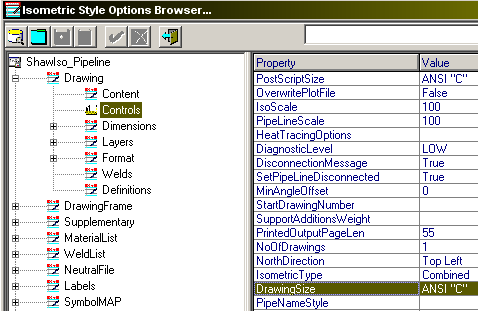 Isometric Style Options Browser...
ShawIso_Pipeline
Drawing
Content
Controls
Dimensions
Layers
Format
Welds
Definitions
DrawingFrame
Supplementary
MaterialList
WeldList
NeutralFile
Labels
SymbolMAP
Property Value
PostScriptSize ANSI "C"
OverwritePlotFile False
IsoScale 100
PipeLineScale 100
HeatTracingOptions
DiagnosticLevel LOW
DisconnectionMessage True
SetPipeLineDisconnected True
MinAngleOffset 0
StartDrawingNumber
SupportAdditionsWeight
PrintedOutputPageLen 55
NoOfDrawings 1
NorthDirection Top Left
IsometricType Combined
DrawingSize ANSI "C"
PipeNameStyle